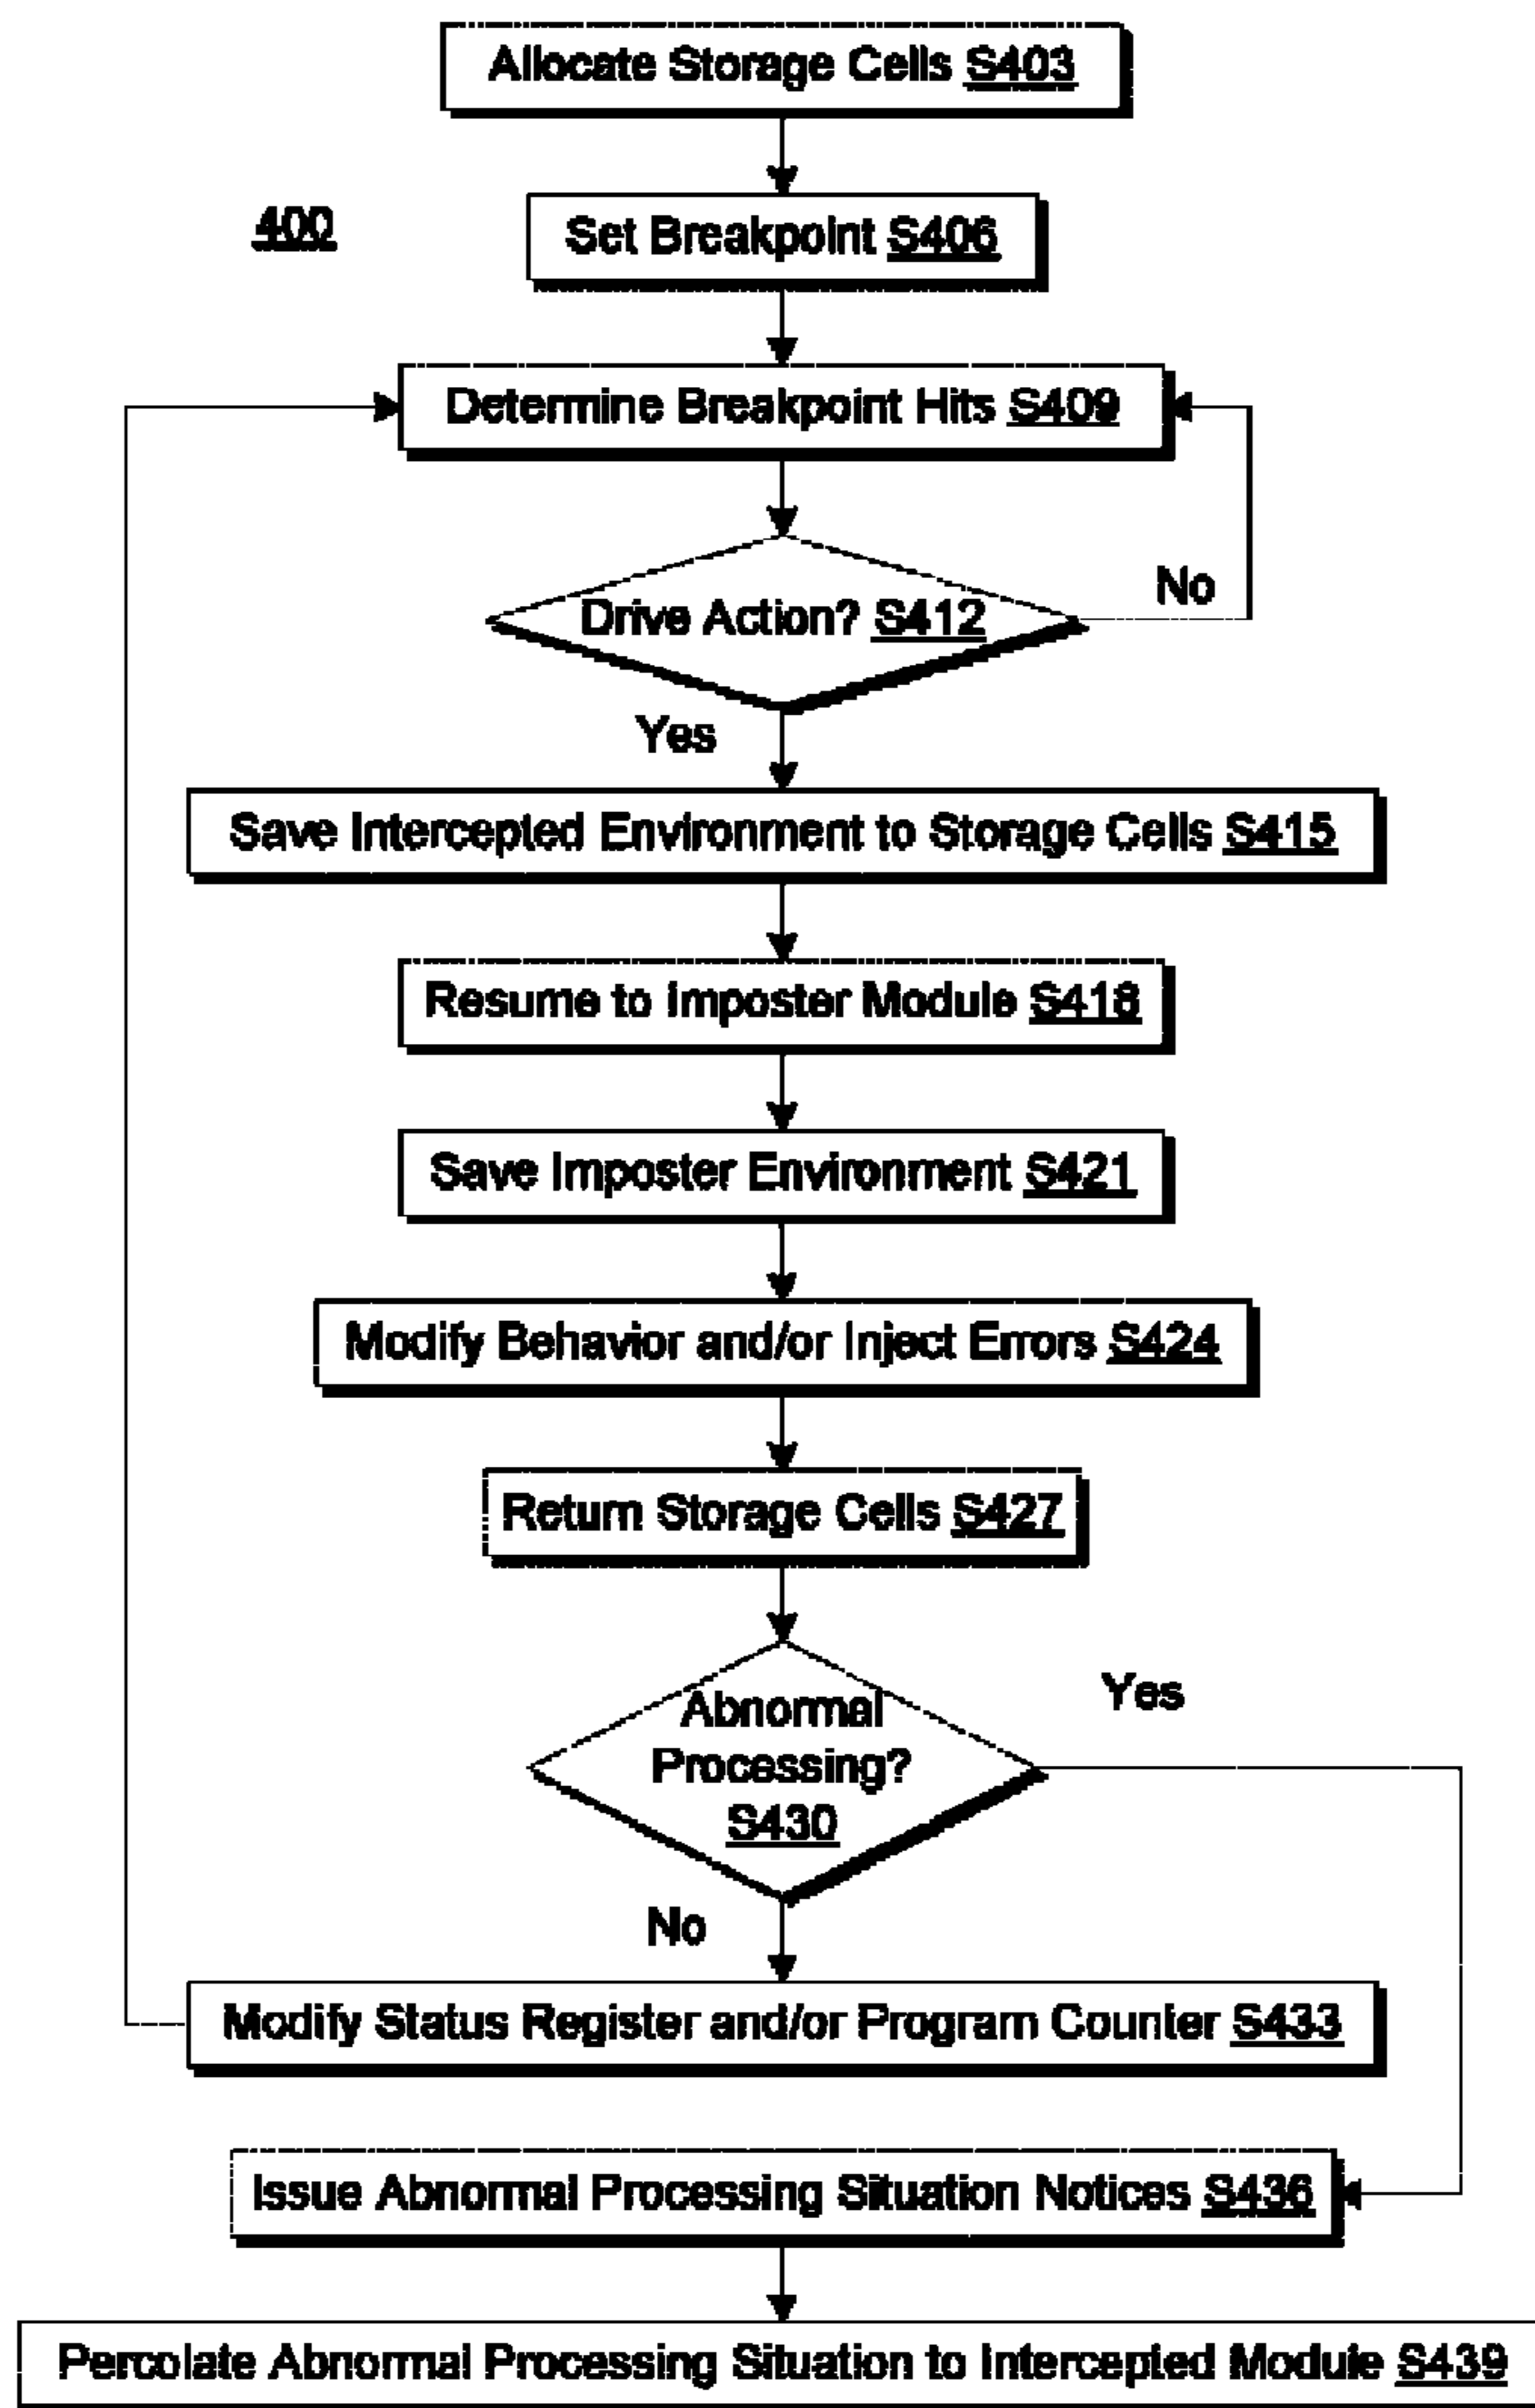 Allocate Storage Cells S403
400
Set Breakpoint S406
Determine Breakpoint Hits S409
No
Drive Action? S412
Yes
Save Intercepted Environment to Storage Cells S415
Resume to Imposter Module S418
Save Imposter Environment S421
Modify Behavior and/or Inject Errors S424
Return Storage Cells S427
Yes
Abnormal
Processing?
S430
No
Modify Status Register and/or Program Counter S433
Issue Abnormal Processing Situation Notices S436
Percolate Abnormal Processing Situation to Intercepted Module S439